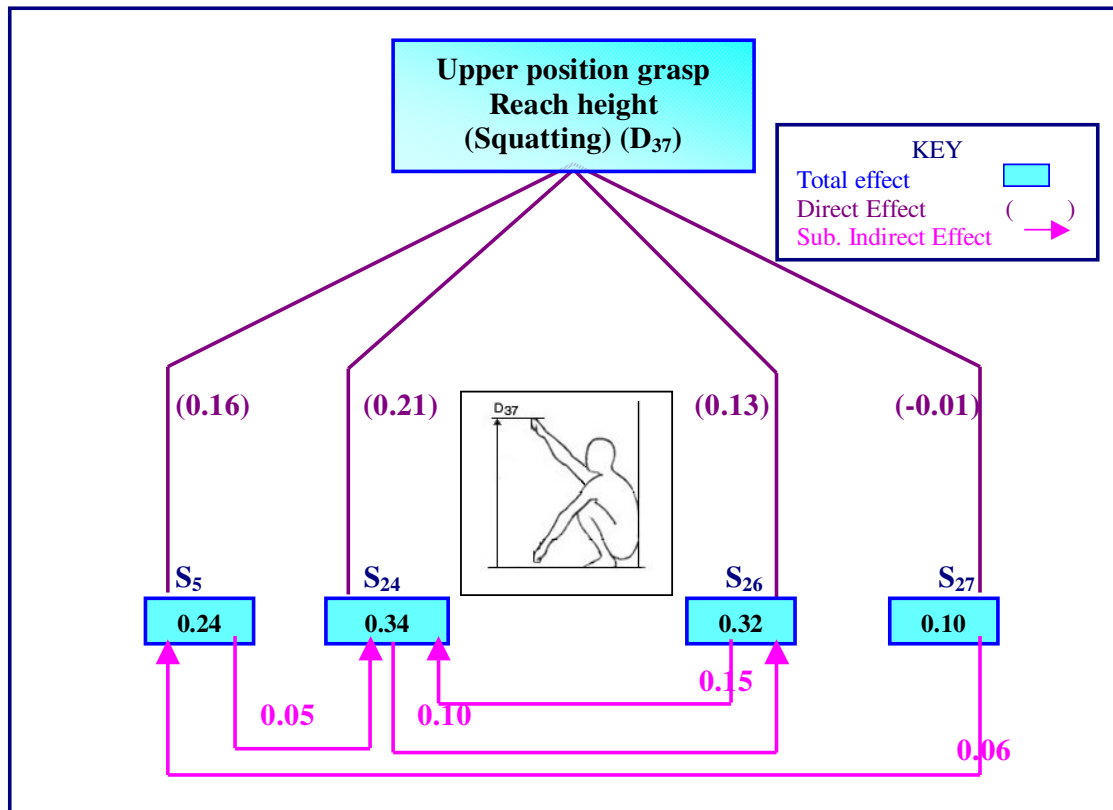 Upper position grasp
Reach height
(Squatting) (D₃₇)
KEY
Total effect
Direct Effect ( )
Sub. Indirect Effect
(0.16) (0.21) (0.13) (-0.01)
D₃₇
S₅ S₂₄ S₂₆ S₂₇
0.24 0.34 0.32 0.10
0.15
0.05 0.10
0.06